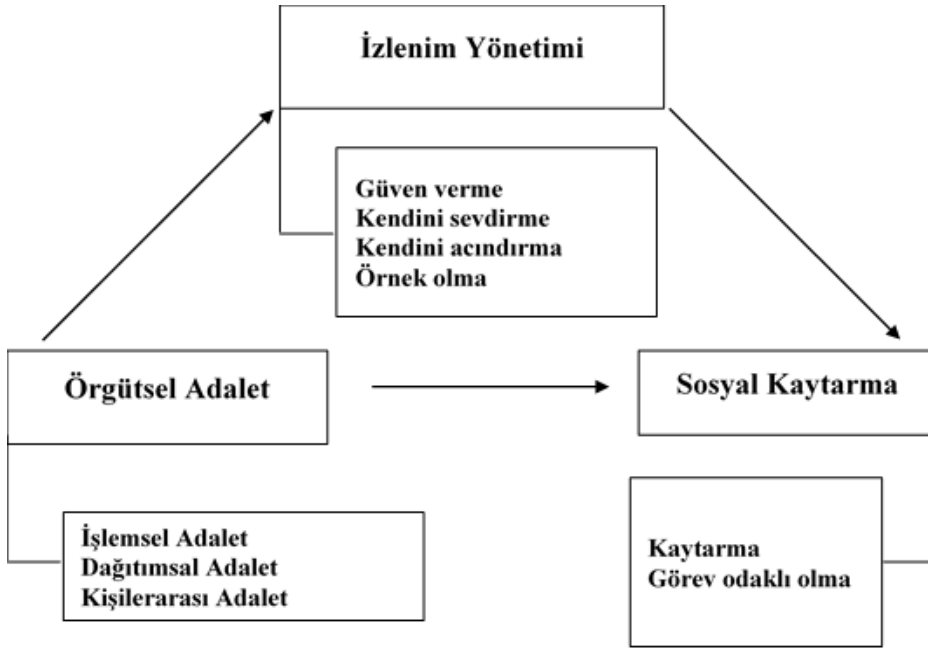 İzlenim Yönetimi
Güven verme
Kendini sevdirme
Kendini acındırma
Örnek olma
Örgütsel Adalet
Sosyal Kaytarma
İşlemsel Adalet
Dağıtımsal Adalet
Kişilerarası Adalet
Kaytarma
Görev odaklı olma